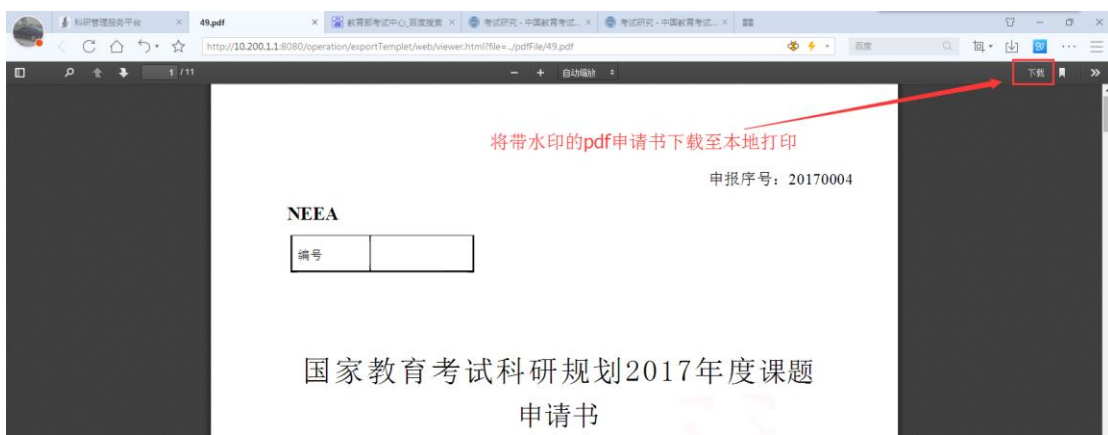 科研管理服务平台
49.pdf
教育部考试中心_百度搜索
考试研究 - 中国教育考试...
考试研究 - 中国教育考试...
http://10.200.1.1:8080/operation/exportTemplet/web/viewer.html?file=../pdfFile/49.pdf
百度
1 / 11
自动缩放
下载
将带水印的pdf申请书下载至本地打印
申报序号：20170004
NEEA
编号
国家教育考试科研规划2017年度课题
申请书